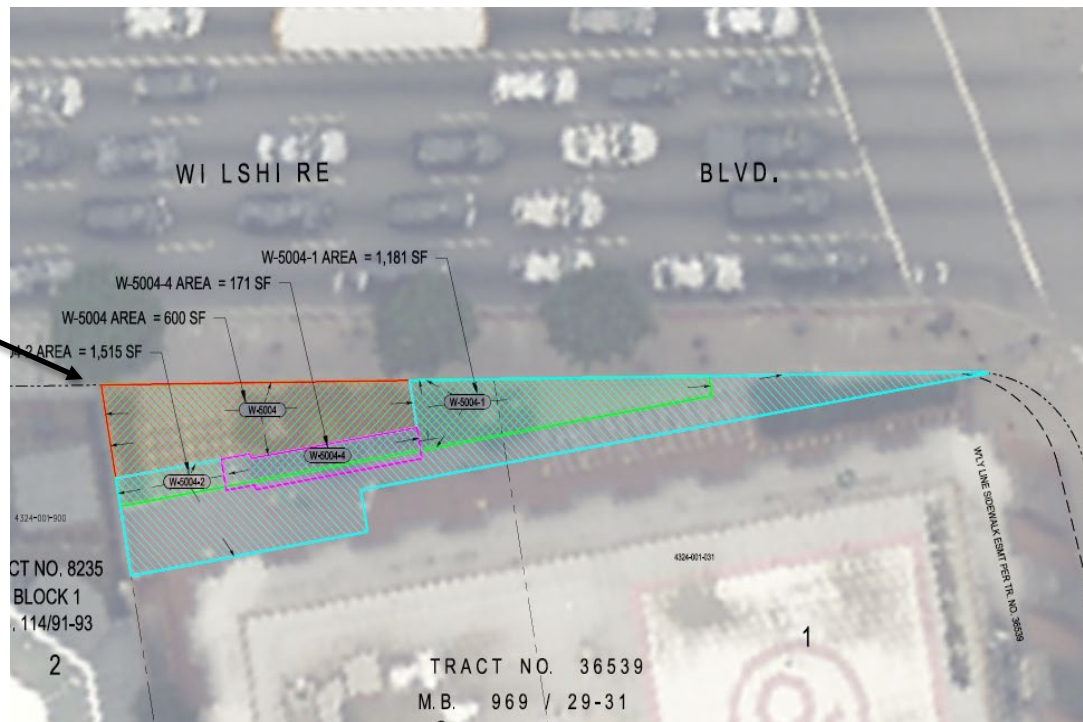 WILSHIRE BLVD.
W-5004-1 AREA = 1,181 SF
W-5004-4 AREA = 171 SF
W-5004 AREA = 600 SF
04-2 AREA = 1,515 SF
W-5004
W-5004-1
W-5004-4
W-5004-2
4324-001-900
4324-001-031
W'LY LINE SIDEWALK ESMT PER TR. NO. 36539
CT NO. 8235
BLOCK 1
. 114/91-93
2
1
TRACT NO. 36539
M.B. 969 / 29-31